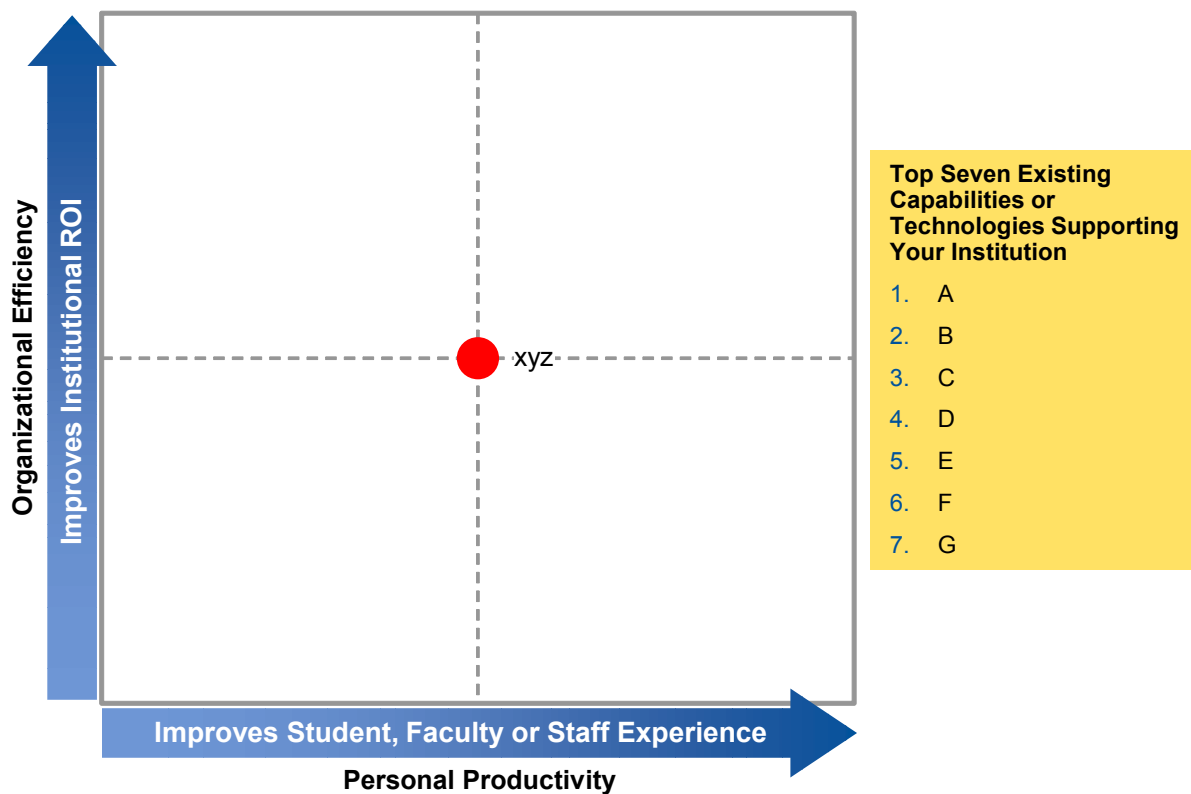 Organizational Efficiency
Improves Institutional ROI
xyz
Improves Student, Faculty or Staff Experience
Personal Productivity
Top Seven Existing
Capabilities or
Technologies Supporting
Your Institution
1. A
2. B
3. C
4. D
5. E
6. F
7. G